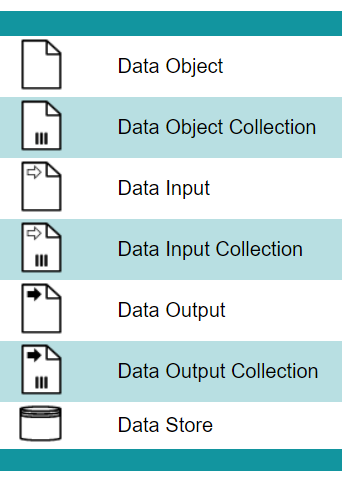 Data Object
Data Object Collection
Data Input
Data Input Collection
Data Output
Data Output Collection
Data Store